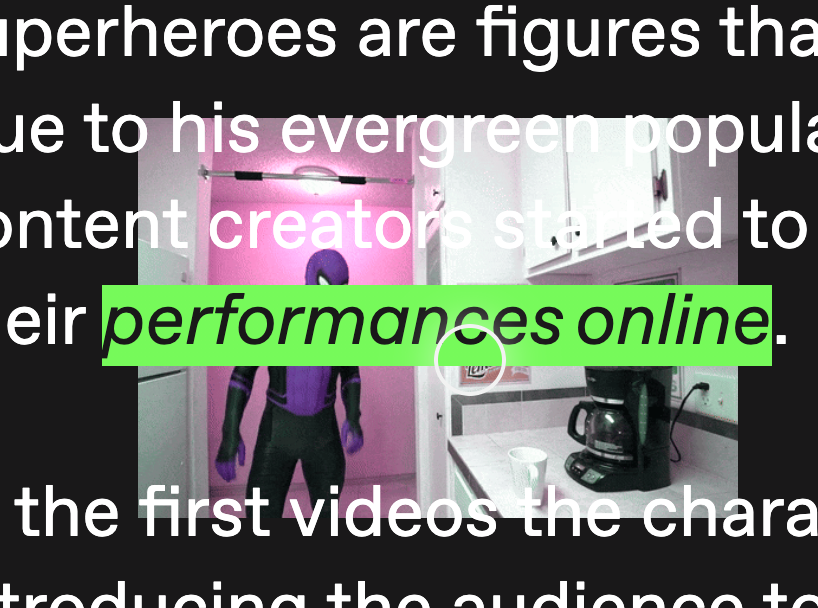 uperheroes are figures tha
ue to his evergreen popula
ontent creators started to
eir performances online.
the first videos the chara
troducing the audience to